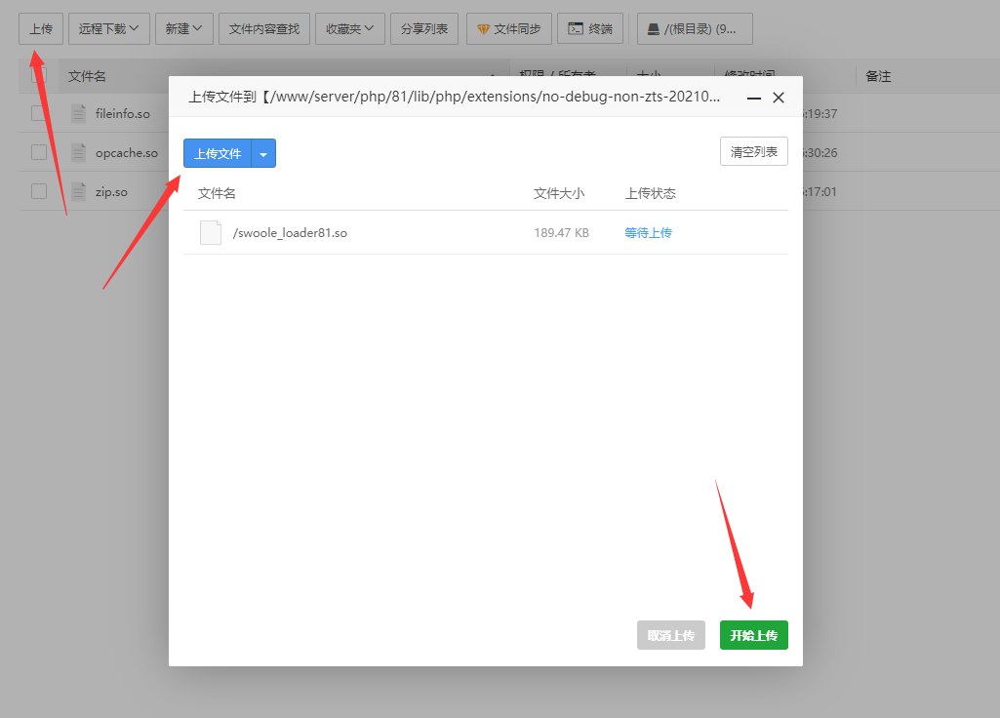 上传 远程下载 新建 文件内容查找 收藏夹 分享列表 文件同步 终端 /(根目录) (9...
文件名 权限 / 所有者 大小 修改时间 备注
上传文件到【/www/server/php/81/lib/php/extensions/no-debug-non-zts-20210...
fileinfo.so :19:37
上传文件 清空列表
opcache.so :30:26
zip.so :17:01
文件名 文件大小 上传状态
/swoole_loader81.so 189.47 KB 等待上传
取消上传 开始上传